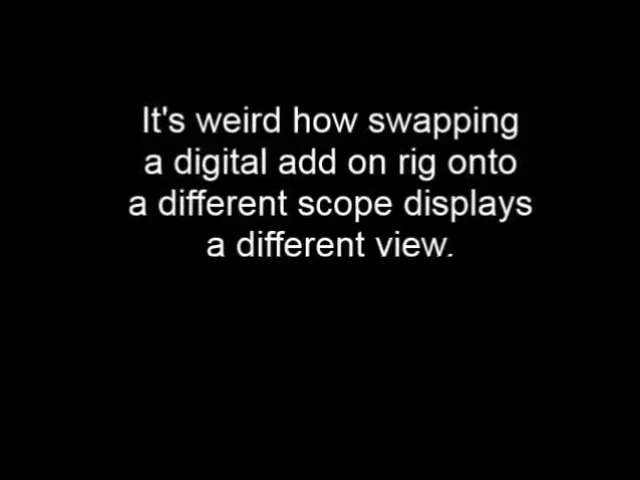 It's weird how swapping
a digital add on rig onto
a different scope displays
a different view.